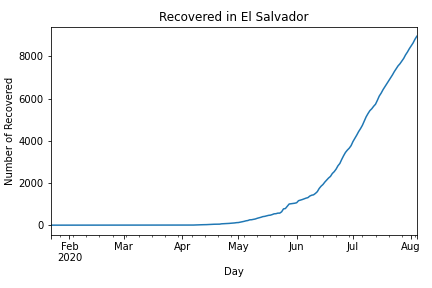 Recovered in El Salvador
Number of Recovered
8000
6000
4000
2000
0
Feb Mar Apr May Jun Jul Aug
2020
Day